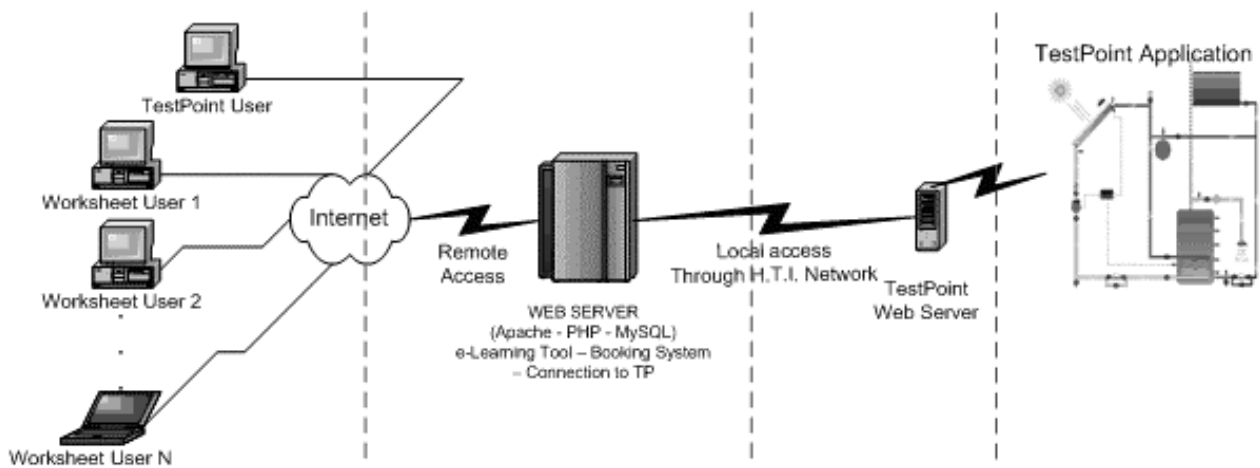 TestPoint User
Worksheet User 1
Worksheet User 2
Worksheet User N
Internet
Remote
Access
WEB SERVER
(Apache - PHP - MySQL)
e-Learning Tool – Booking System
– Connection to TP
Local access
Through H.T.I. Network
TestPoint
Web Server
TestPoint Application